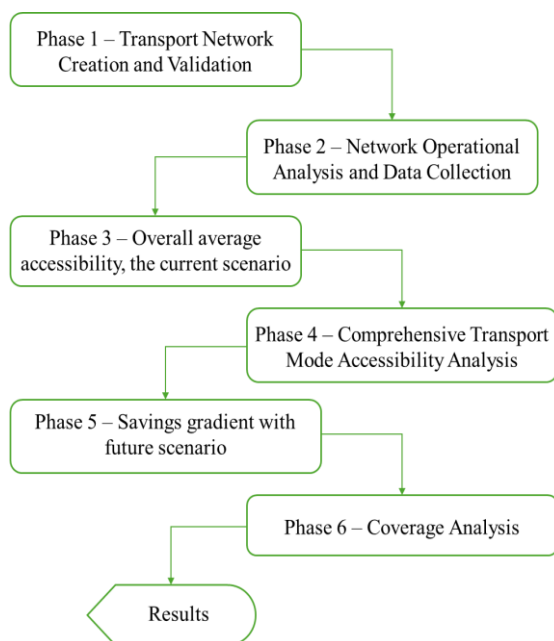 Phase 1 – Transport Network
Creation and Validation
Phase 2 – Network Operational
Analysis and Data Collection
Phase 3 – Overall average
accessibility, the current scenario
Phase 4 – Comprehensive Transport
Mode Accessibility Analysis
Phase 5 – Savings gradient with
future scenario
Phase 6 – Coverage Analysis
Results